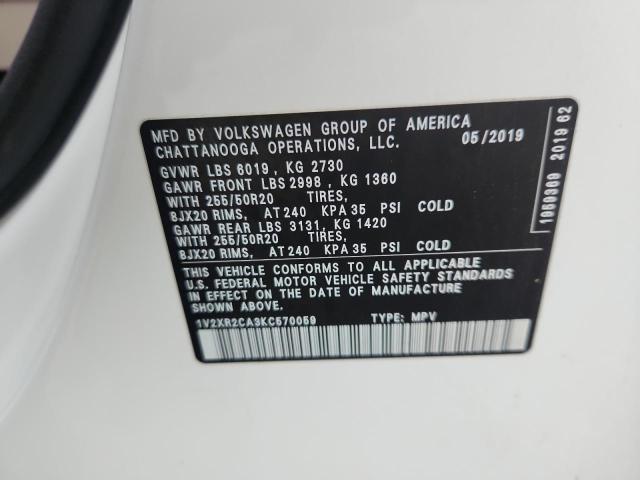 MFD BY VOLKSWAGEN GROUP OF AMERICA
CHATTANOOGA OPERATIONS, LLC. 05/2019
GVWR LBS 6019 , KG 2730
GAWR FRONT LBS 2998 , KG 1360
WITH 255/50R20 TIRES,
8JX20 RIMS, AT 240 KPA 35 PSI COLD
GAWR REAR LBS 3131, KG 1420
WITH 255/50R20 TIRES,
8JX20 RIMS, AT 240 KPA 35 PSI COLD
THIS VEHICLE CONFORMS TO ALL APPLICABLE
U.S. FEDERAL MOTOR VEHICLE SAFETY STANDARDS
IN EFFECT ON THE DATE OF MANUFACTURE
SHOWN ABOVE.
1V2XR2CA3KC570059 TYPE: MPV
1959369 2019 62